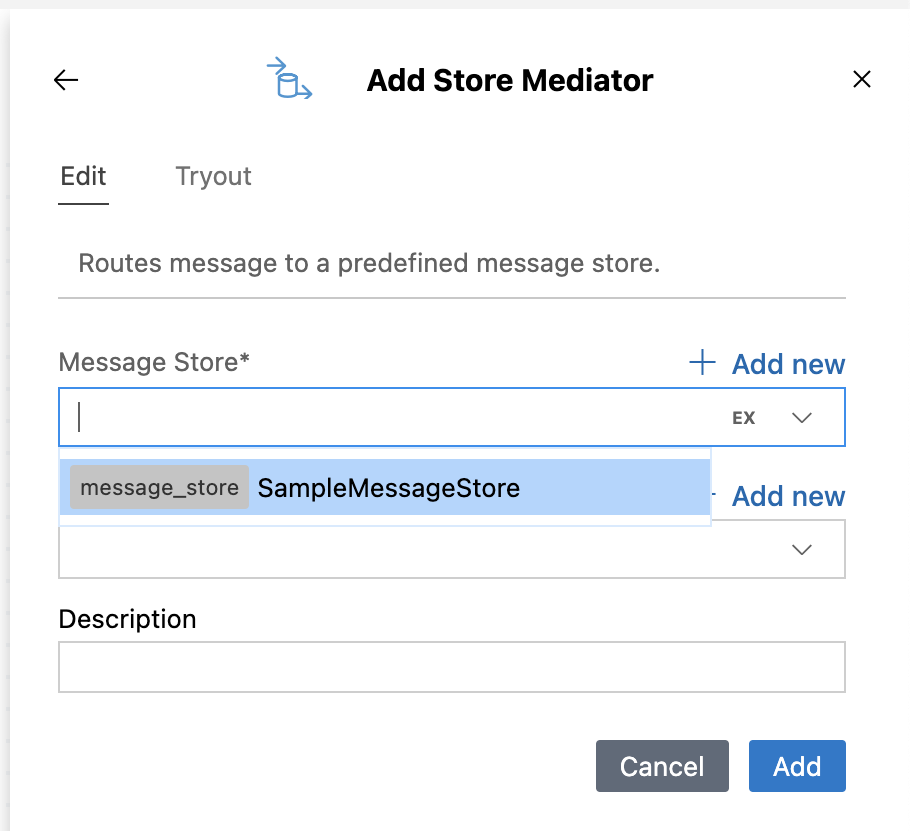 Add Store Mediator
Edit Tryout
Routes message to a predefined message store.
Message Store* + Add new
EX
message_store SampleMessageStore
Add new
Description
Cancel Add